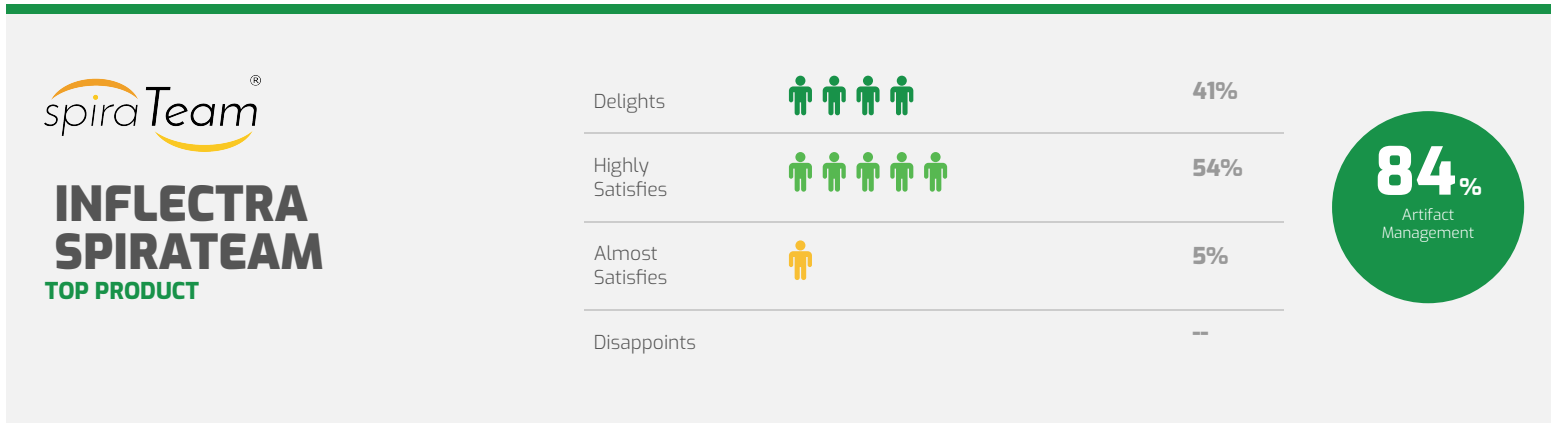 spiraTeam®
INFLECTRA
SPIRATEAM
TOP PRODUCT
Delights
41%
Highly
Satisfies
54%
Almost
Satisfies
5%
Disappoints
--
84%
Artifact
Management